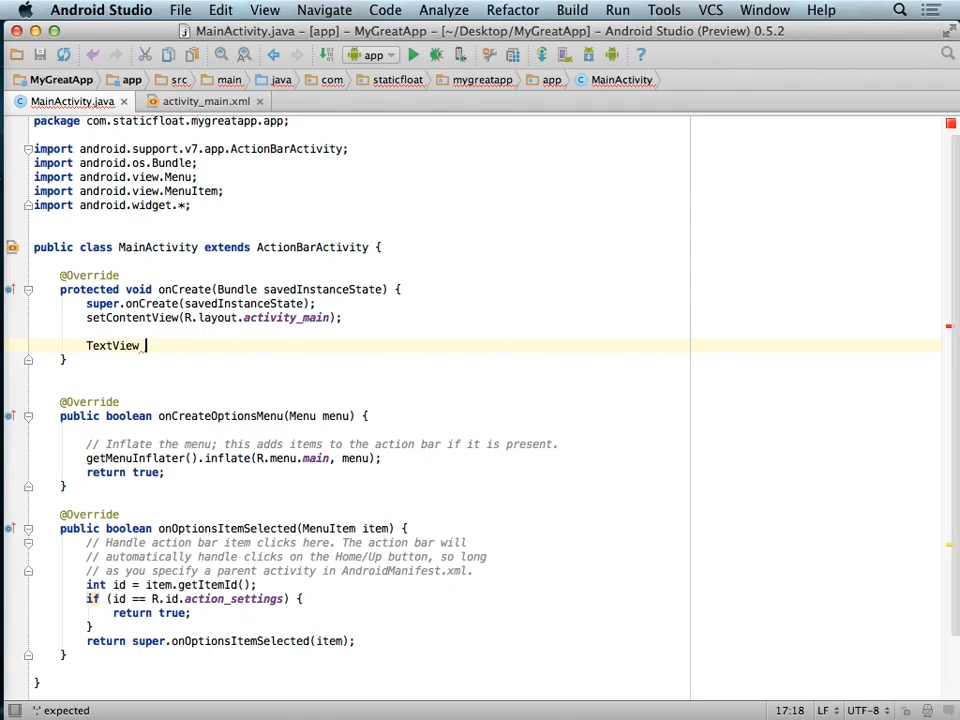 Android Studio File Edit View Navigate Code Analyze Refactor Build Run Tools VCS Window Help
MainActivity.java - [app] - [~/Desktop/MyGreatApp] - Android Studio (Preview) 0.5.2
app
MyGreatApp app src main java com staticfloat mygreatapp app MainActivity
MainActivity.java activity_main.xml
package com.staticfloat.mygreatapp.app;
import android.support.v7.app.ActionBarActivity;
import android.os.Bundle;
import android.view.Menu;
import android.view.MenuItem;
import android.widget.*;
public class MainActivity extends ActionBarActivity {
@Override
protected void onCreate(Bundle savedInstanceState) {
super.onCreate(savedInstanceState);
setContentView(R.layout.activity_main);
TextView
}
@Override
public boolean onCreateOptionsMenu(Menu menu) {
// Inflate the menu; this adds items to the action bar if it is present.
getMenuInflater().inflate(R.menu.main, menu);
return true;
}
@Override
public boolean onOptionsItemSelected(MenuItem item) {
// Handle action bar item clicks here. The action bar will
// automatically handle clicks on the Home/Up button, so long
// as you specify a parent activity in AndroidManifest.xml.
int id = item.getItemId();
if (id == R.id.action_settings) {
return true;
}
return super.onOptionsItemSelected(item);
}
}
';' expected 17:18 LF UTF-8